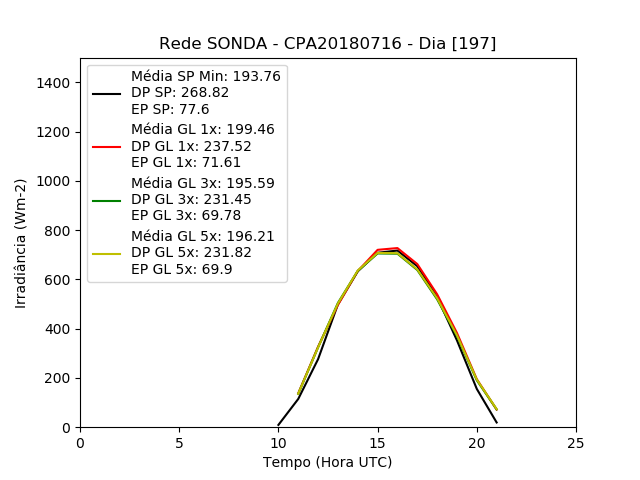 Rede SONDA - CPA20180716 - Dia [197]
Média SP Min: 193.76
DP SP: 268.82
EP SP: 77.6
Média GL 1x: 199.46
DP GL 1x: 237.52
EP GL 1x: 71.61
Média GL 3x: 195.59
DP GL 3x: 231.45
EP GL 3x: 69.78
Média GL 5x: 196.21
DP GL 5x: 231.82
EP GL 5x: 69.9
Irradiância (Wm-2)
1400
1200
1000
800
600
400
200
0
0 5 10 15 20 25
Tempo (Hora UTC)